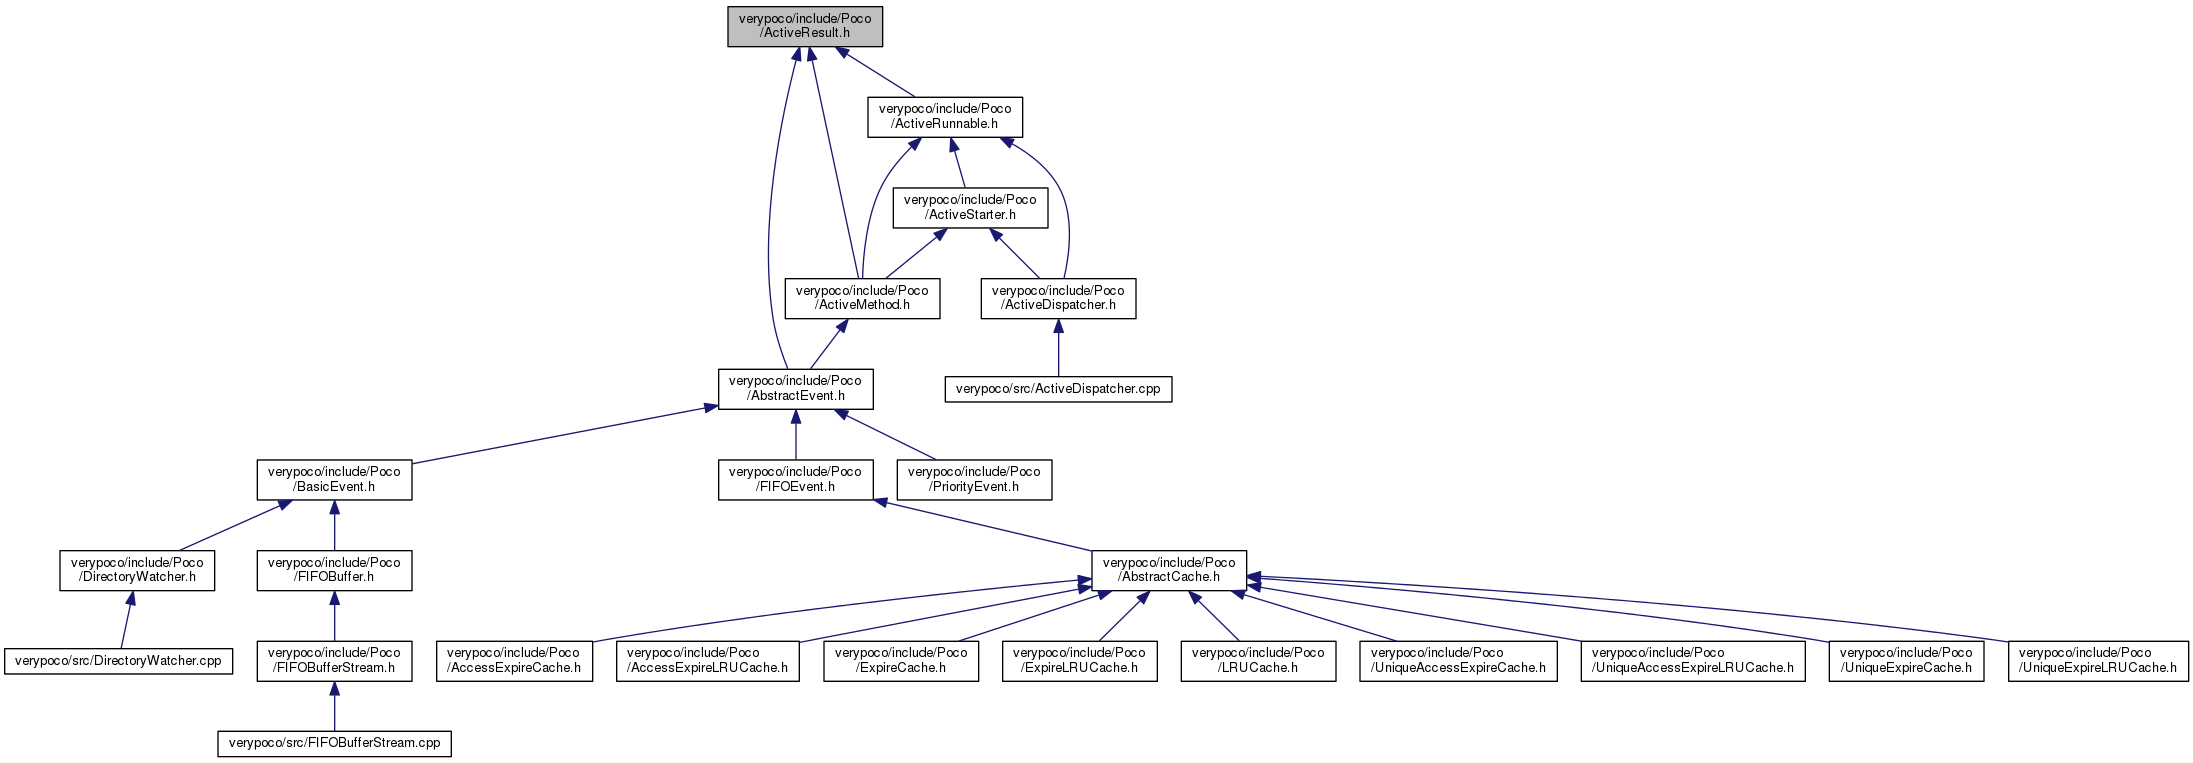 verypoco/include/Poco
/ActiveResult.h
verypoco/include/Poco
/ActiveRunnable.h
verypoco/include/Poco
/ActiveStarter.h
verypoco/include/Poco
/ActiveMethod.h
verypoco/include/Poco
/ActiveDispatcher.h
verypoco/include/Poco
/AbstractEvent.h
verypoco/src/ActiveDispatcher.cpp
verypoco/include/Poco
/BasicEvent.h
verypoco/include/Poco
/FIFOEvent.h
verypoco/include/Poco
/PriorityEvent.h
verypoco/include/Poco
/DirectoryWatcher.h
verypoco/include/Poco
/FIFOBuffer.h
verypoco/include/Poco
/AbstractCache.h
verypoco/src/DirectoryWatcher.cpp
verypoco/include/Poco
/FIFOBufferStream.h
verypoco/include/Poco
/AccessExpireCache.h
verypoco/include/Poco
/AccessExpireLRUCache.h
verypoco/include/Poco
/ExpireCache.h
verypoco/include/Poco
/ExpireLRUCache.h
verypoco/include/Poco
/LRUCache.h
verypoco/include/Poco
/UniqueAccessExpireCache.h
verypoco/include/Poco
/UniqueAccessExpireLRUCache.h
verypoco/include/Poco
/UniqueExpireCache.h
verypoco/include/Poco
/UniqueExpireLRUCache.h
verypoco/src/FIFOBufferStream.cpp